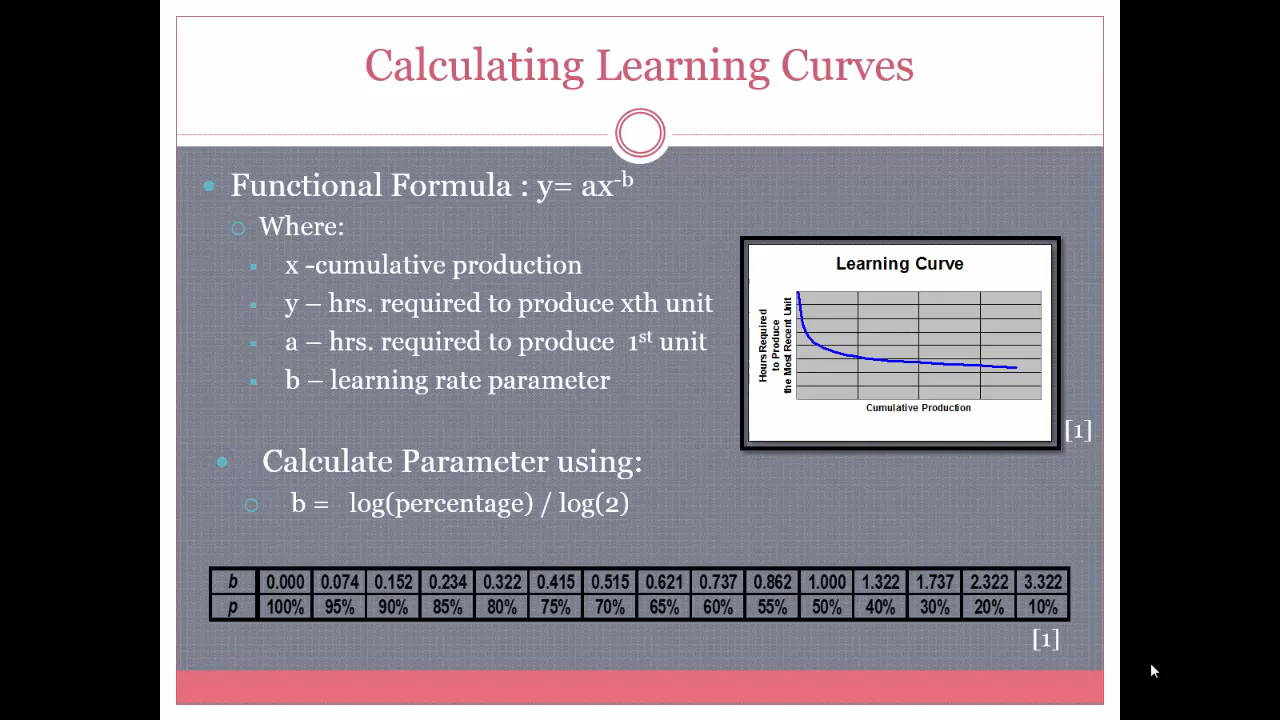 Calculating Learning Curves
Functional Formula : y= ax^-b
Where:
x -cumulative production
y – hrs. required to produce xth unit
a – hrs. required to produce 1st unit
b – learning rate parameter
Learning Curve
Hours Required
to Produce
the Most Recent Unit
Cumulative Production
[1]
Calculate Parameter using:
b = log(percentage) / log(2)
b 0.000 0.074 0.152 0.234 0.322 0.415 0.515 0.621 0.737 0.862 1.000 1.322 1.737 2.322 3.322
p 100% 95% 90% 85% 80% 75% 70% 65% 60% 55% 50% 40% 30% 20% 10%
[1]